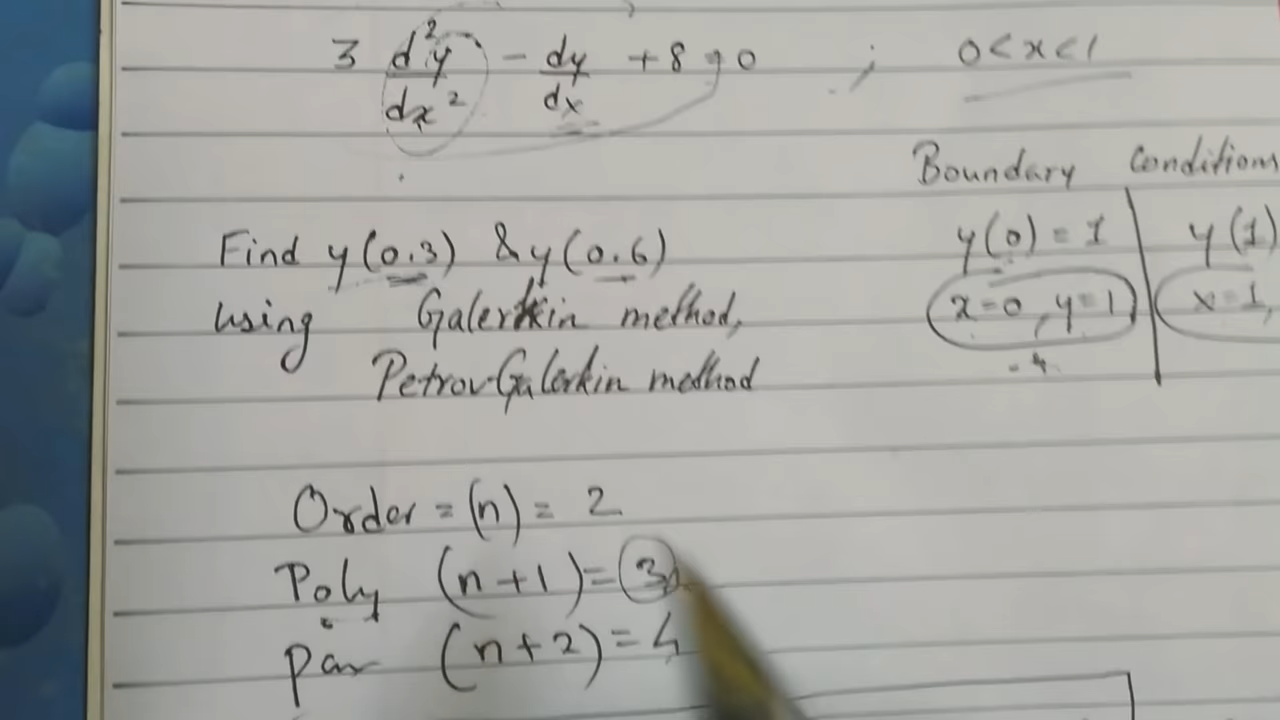 3 d²y/dx² - dy/dx + 8 = 0 ; 0 < x < 1
Boundary Conditions
Find y(0.3) & y(0.6)
y(0) = 1 | y(1)
using Galerkin method,
x=0, y=1 | x=1,
Petrov-Galerkin method
Order = (n) = 2
Poly (n+1) = 3
Par (n+2) = 4